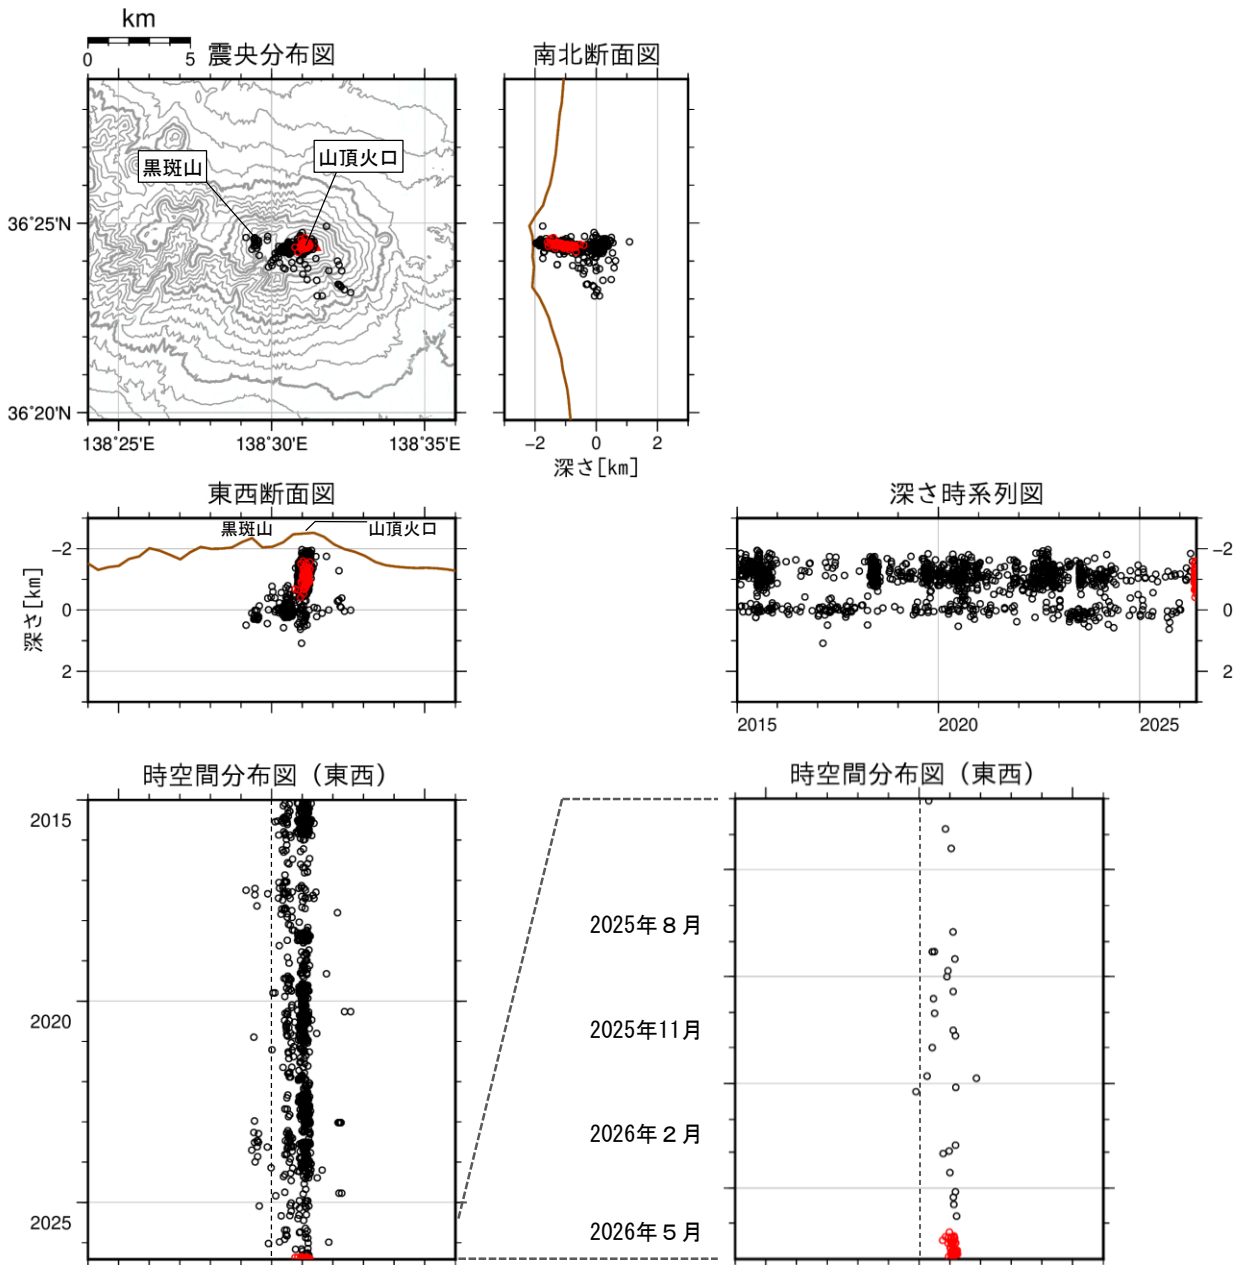 km
0 5
震央分布図
南北断面図
黒斑山
山頂火口
36˚25'N
36˚20'N
138˚25'E 138˚30'E 138˚35'E
−2 0 2
深さ[km]
東西断面図
深さ時系列図
黒斑山
山頂火口
−2
0
2
深さ[km]
−2
0
2
2015 2020 2025
時空間分布図（東西）
時空間分布図（東西）
2015
2020
2025
2025年８月
2025年11月
2026年２月
2026年５月